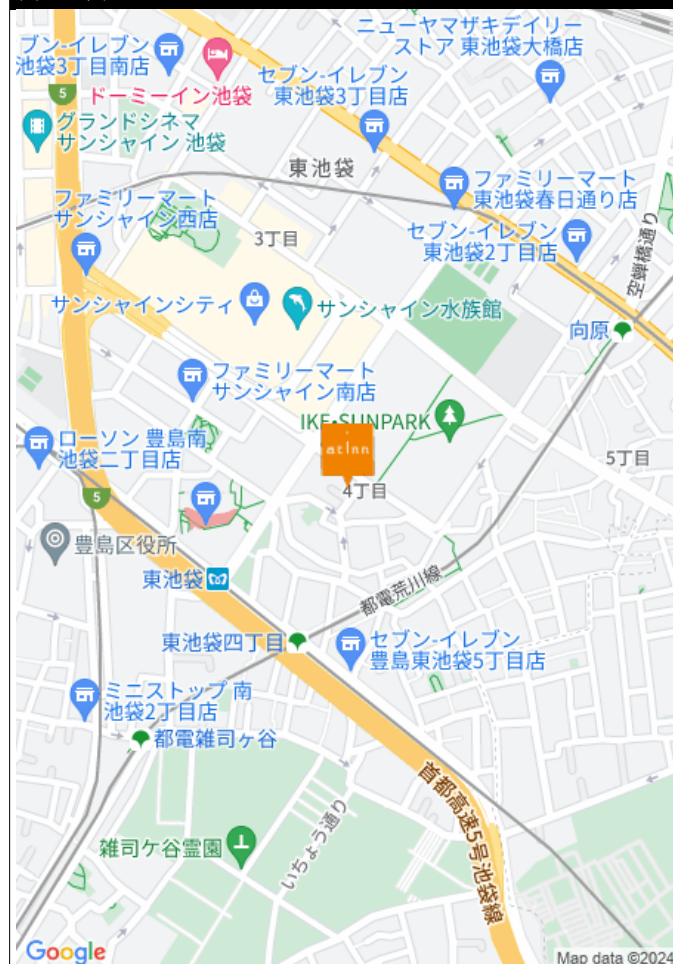 ニューヤマザキデイリー
ストア 東池袋大橋店
ブン-イレブン
池袋3丁目南店
5
ドーミーイン池袋
セブン-イレブン
東池袋3丁目店
グランドシネマ
サンシャイン 池袋
東池袋
ファミリーマート
東池袋春日通り店
ファミリーマート
サンシャイン西店
3丁目
セブン-イレブン
東池袋2丁目店
空蝉橋通り
サンシャインシティ
サンシャイン水族館
向原
ファミリーマート
サンシャイン南店
IKE・SUNPARK
ローソン 豊島南
池袋二丁目店
atinn
5丁目
4丁目
5
豊島区役所
東池袋
都電荒川線
東池袋四丁目
セブン-イレブン
豊島東池袋5丁目店
ミニストップ 南
池袋2丁目店
都電雑司ヶ谷
首都高速5号池袋線
いちょう通り
雑司ケ谷霊園
Google
Map data ©2024